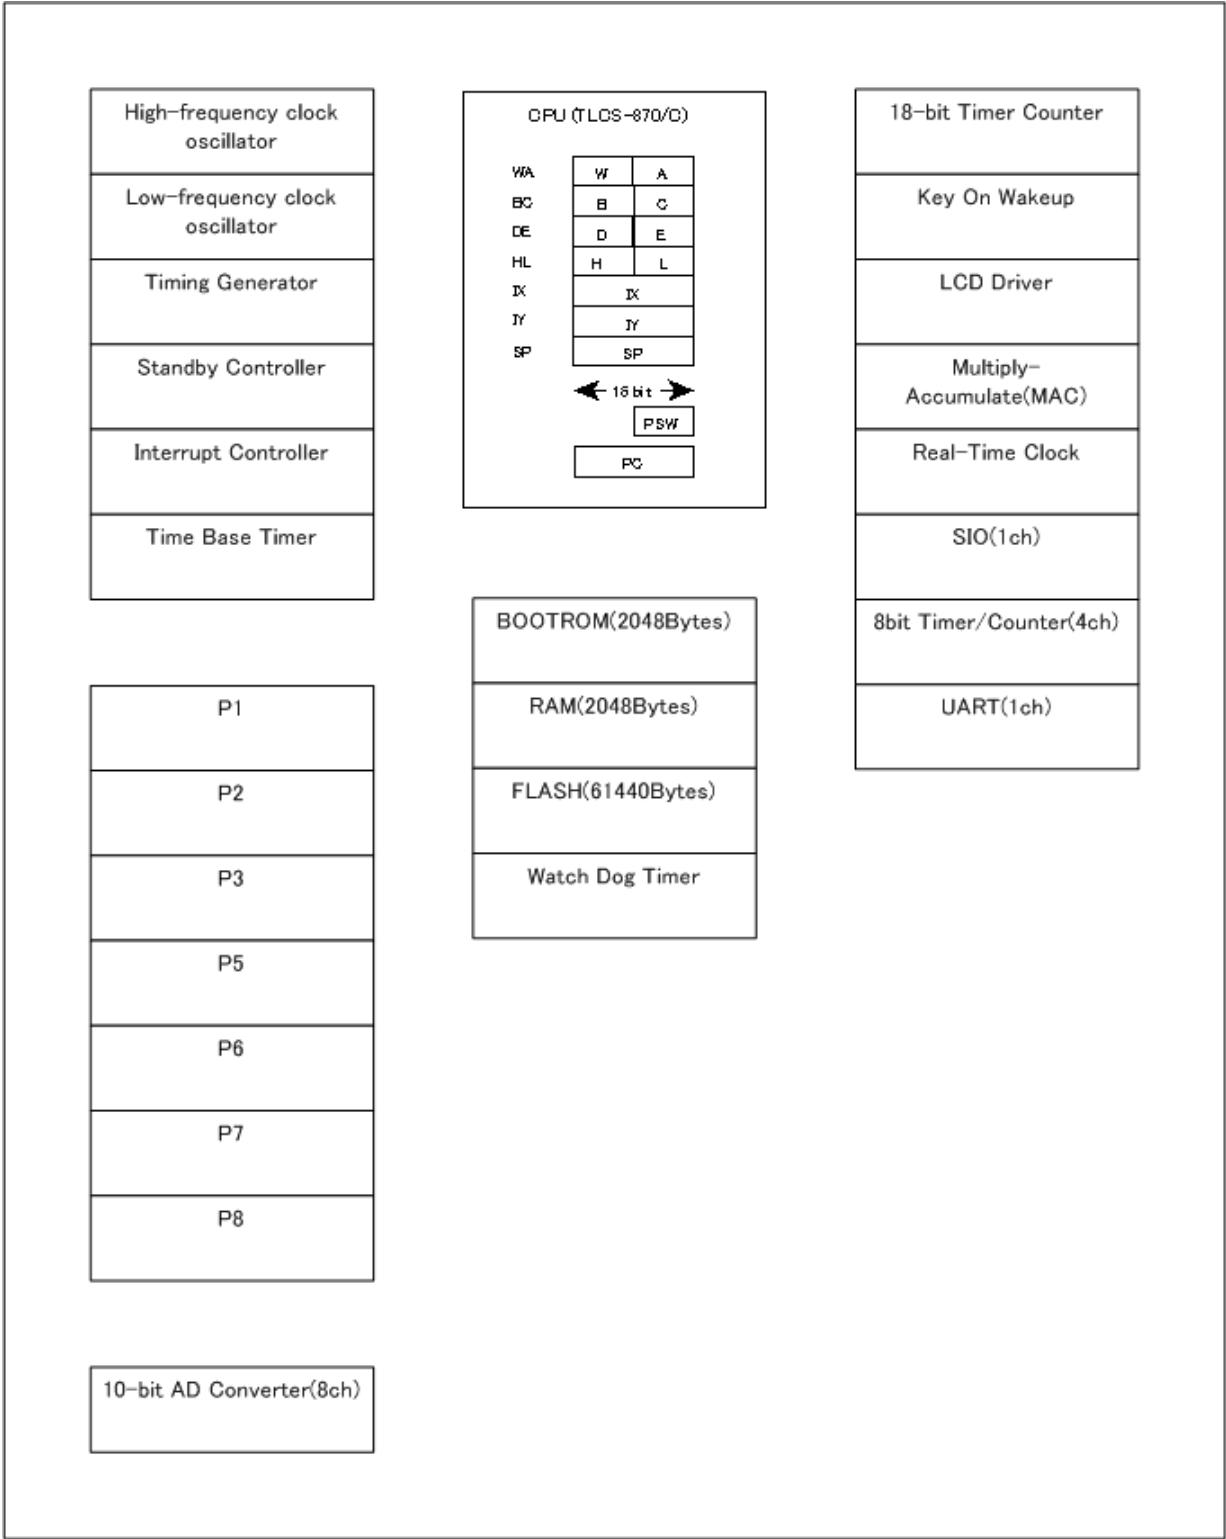 High-frequency clock
oscillator
Low-frequency clock
oscillator
Timing Generator
Standby Controller
Interrupt Controller
Time Base Timer
P1
P2
P3
P5
P6
P7
P8
10-bit AD Converter(8ch)
CPU (TLCS-870/C)
WA W A
BC B C
DE D E
HL H L
IX IX
IY IY
SP SP
16 bit
PSW
PC
BOOTROM(2048Bytes)
RAM(2048Bytes)
FLASH(61440Bytes)
Watch Dog Timer
18-bit Timer Counter
Key On Wakeup
LCD Driver
Multiply-
Accumulate(MAC)
Real-Time Clock
SIO(1ch)
8bit Timer/Counter(4ch)
UART(1ch)